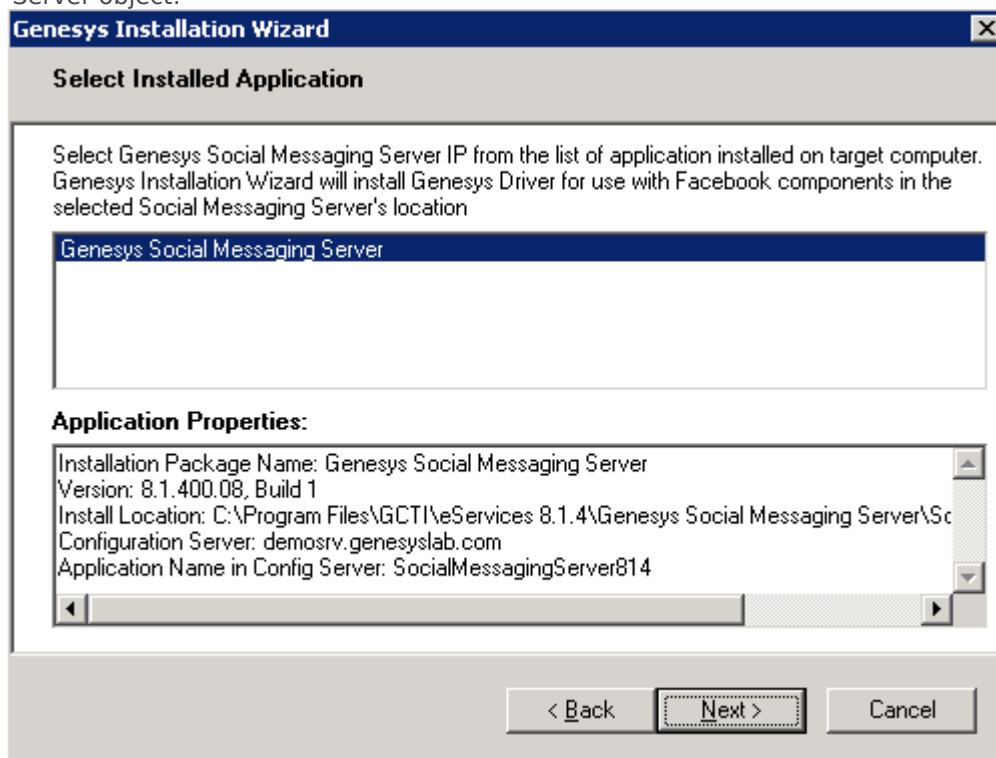 Server object.
Genesys Installation Wizard
Select Installed Application
Select Genesys Social Messaging Server IP from the list of application installed on target computer.
Genesys Installation Wizard will install Genesys Driver for use with Facebook components in the
selected Social Messaging Server's location
Genesys Social Messaging Server
Application Properties:
Installation Package Name: Genesys Social Messaging Server
Version: 8.1.400.08, Build 1
Install Location: C:\Program Files\GCTI\eServices 8.1.4\Genesys Social Messaging Server\Sc
Configuration Server: demosrv.genesyslab.com
Application Name in Config Server: SocialMessagingServer814
< Back
Next >
Cancel